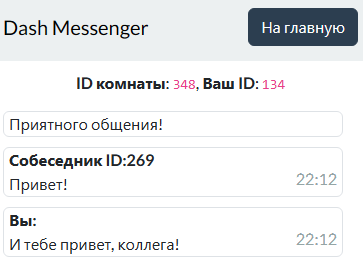 Dash Messenger
На главную
ID комнаты: 348, Ваш ID: 134
Приятного общения!
Собеседник ID:269
Привет!
22:12
Вы:
И тебе привет, коллега!
22:12